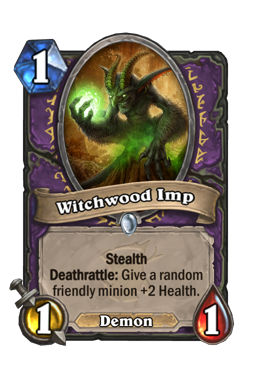 1
Witchwood Imp
Stealth
Deathrattle: Give a random
friendly minion +2 Health.
1
Demon
1